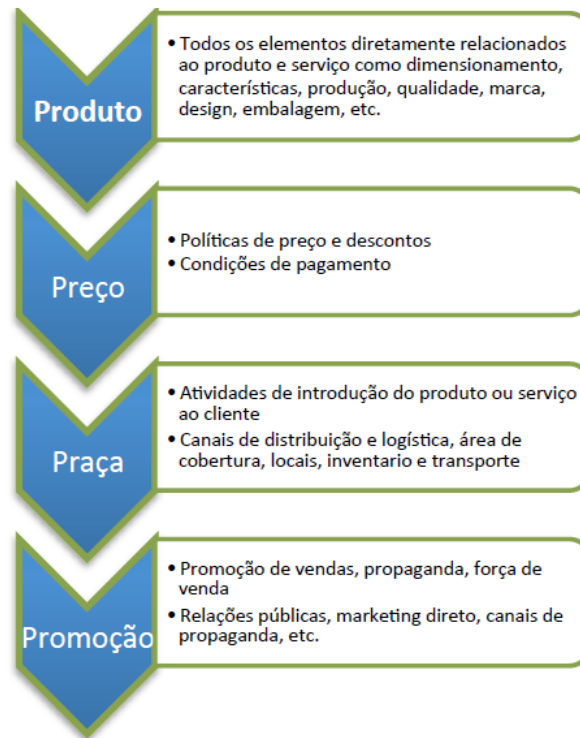 Produto
• Todos os elementos diretamente relacionados
ao produto e serviço como dimensionamento,
características, produção, qualidade, marca,
design, embalagem, etc.
Preço
• Políticas de preço e descontos
• Condições de pagamento
Praça
• Atividades de introdução do produto ou serviço
ao cliente
• Canais de distribuição e logística, área de
cobertura, locais, inventario e transporte
Promoção
• Promoção de vendas, propaganda, força de
venda
• Relações públicas, marketing direto, canais de
propaganda, etc.